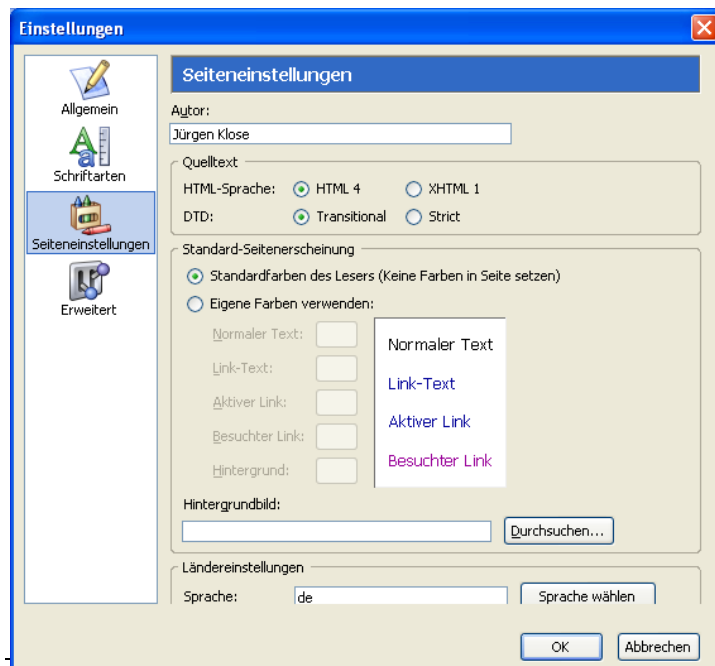 Einstellungen
Allgemein
Schriftarten
Seiteneinstellungen
Erweitert
Seiteneinstellungen
Autor:
Jürgen Klose
Quelltext
HTML-Sprache: HTML 4 XHTML 1
DTD: Transitional Strict
Standard-Seitenerscheinung
Standardfarben des Lesers (Keine Farben in Seite setzen)
Eigene Farben verwenden:
Normaler Text:
Link-Text:
Aktiver Link:
Besuchter Link:
Hintergrund:
Normaler Text
Link-Text
Aktiver Link
Besuchter Link
Hintergrundbild:
Durchsuchen...
Ländereinstellungen
Sprache: de Sprache wählen
OK Abbrechen